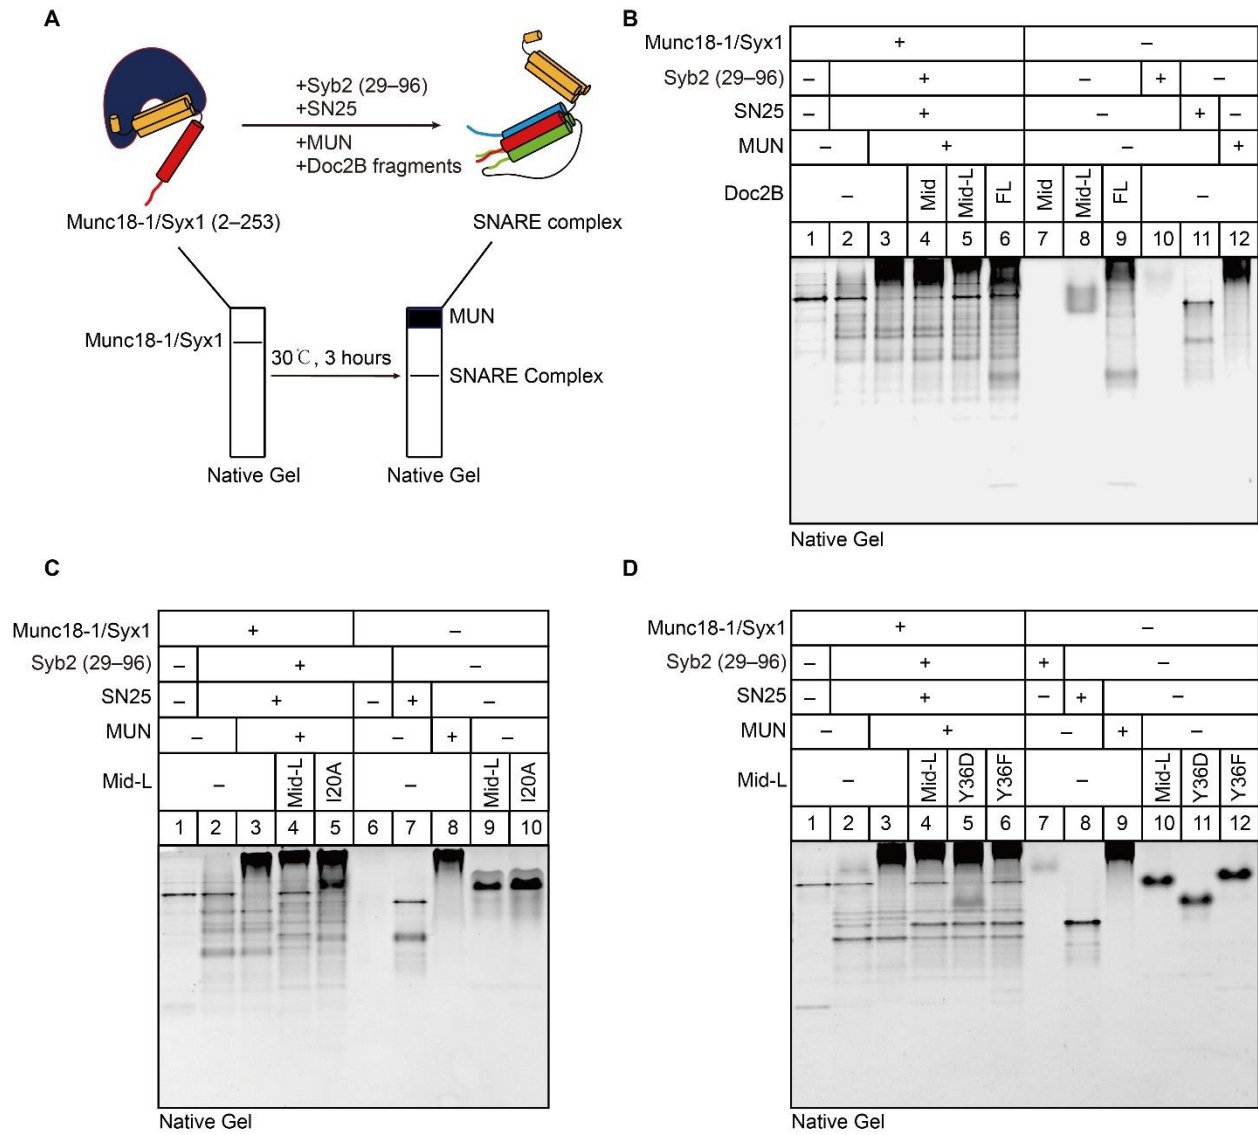 A
+Syb2 (29–96)
+SN25
+MUN
+Doc2B fragments
Munc18-1/Syx1 (2–253)
SNARE complex
Munc18-1/Syx1
30℃, 3 hours
MUN
SNARE Complex
Native Gel
Native Gel
B
Munc18-1/Syx1 + –
Syb2 (29–96) – + – + –
SN25 – + – + –
MUN – + – +
Doc2B – Mid Mid-L FL Mid Mid-L FL –
1 2 3 4 5 6 7 8 9 10 11 12
Native Gel
C
Munc18-1/Syx1 + –
Syb2 (29–96) – + –
SN25 – + – + –
MUN – + – + –
Mid-L – Mid-L I20A – Mid-L I20A
1 2 3 4 5 6 7 8 9 10
Native Gel
D
Munc18-1/Syx1 + –
Syb2 (29–96) – + + –
SN25 – + – + –
MUN – + – + –
Mid-L – Mid-L Y36D Y36F – Mid-L Y36D Y36F
1 2 3 4 5 6 7 8 9 10 11 12
Native Gel